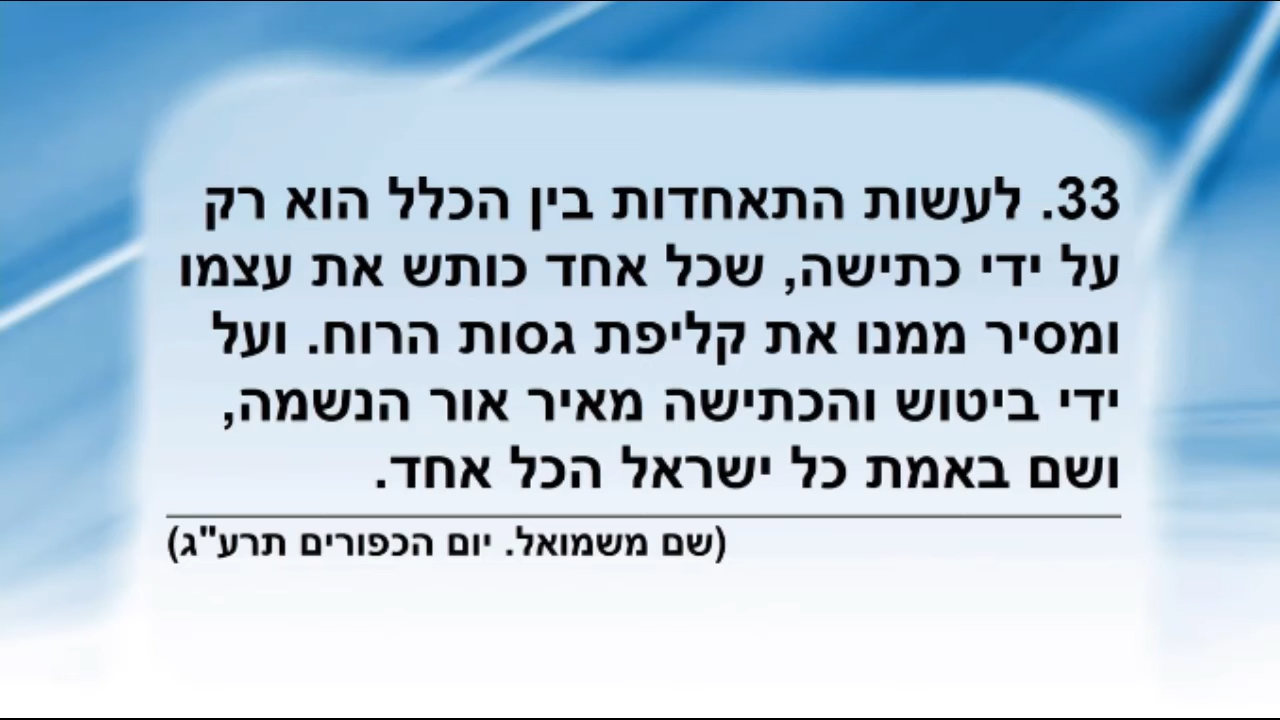 33. לעשות התאחדות בין הכלל הוא רק
על ידי כתישה, שכל אחד כותש את עצמו
ומסיר ממנו את קליפת גסות הרוח. ועל
ידי ביטוש והכתישה מאיר אור הנשמה,
ושם באמת כל ישראל הכל אחד.
(שם משמואל. יום הכפורים תרע"ג)